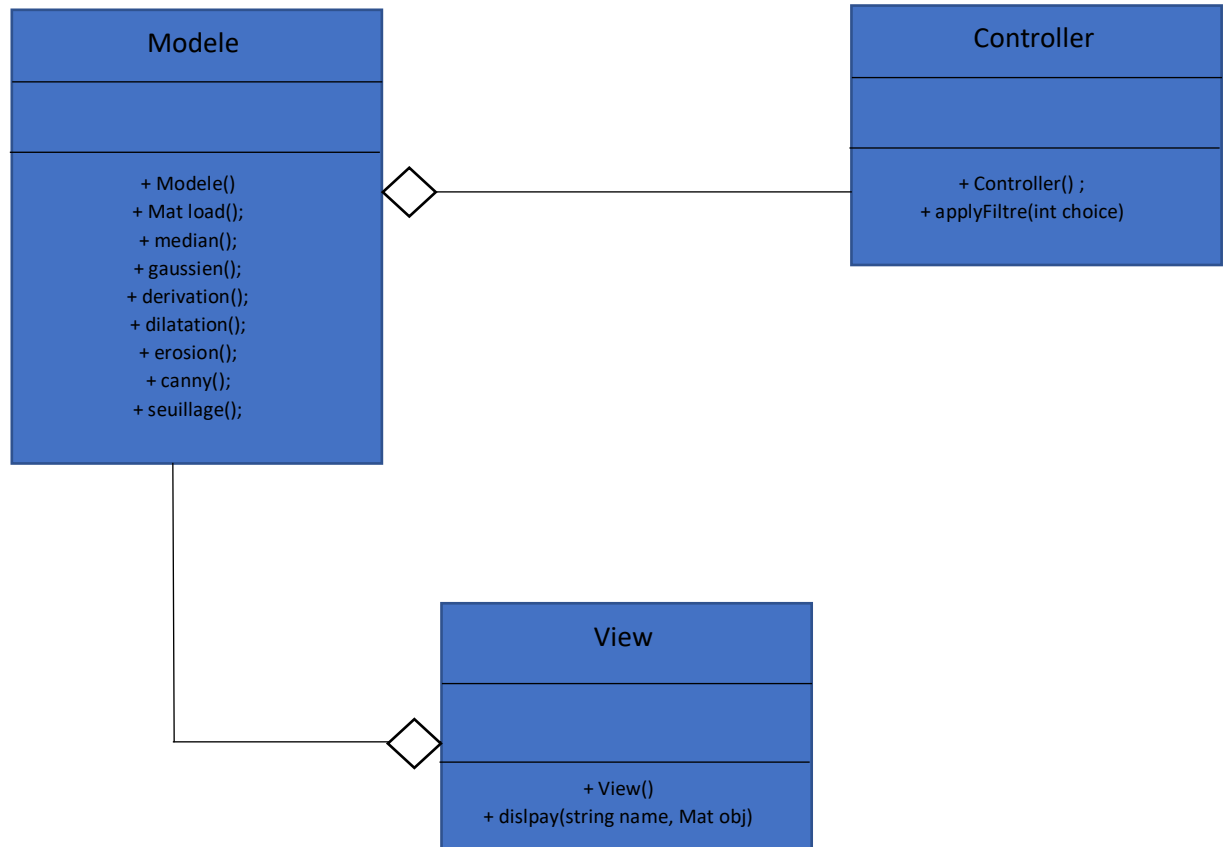 Modele
+ Modele()
+ Mat load();
+ median();
+ gaussien();
+ derivation();
+ dilatation();
+ erosion();
+ canny();
+ seuillage();
Controller
+ Controller() ;
+ applyFiltre(int choice)
View
+ View()
+ dislpay(string name, Mat obj)